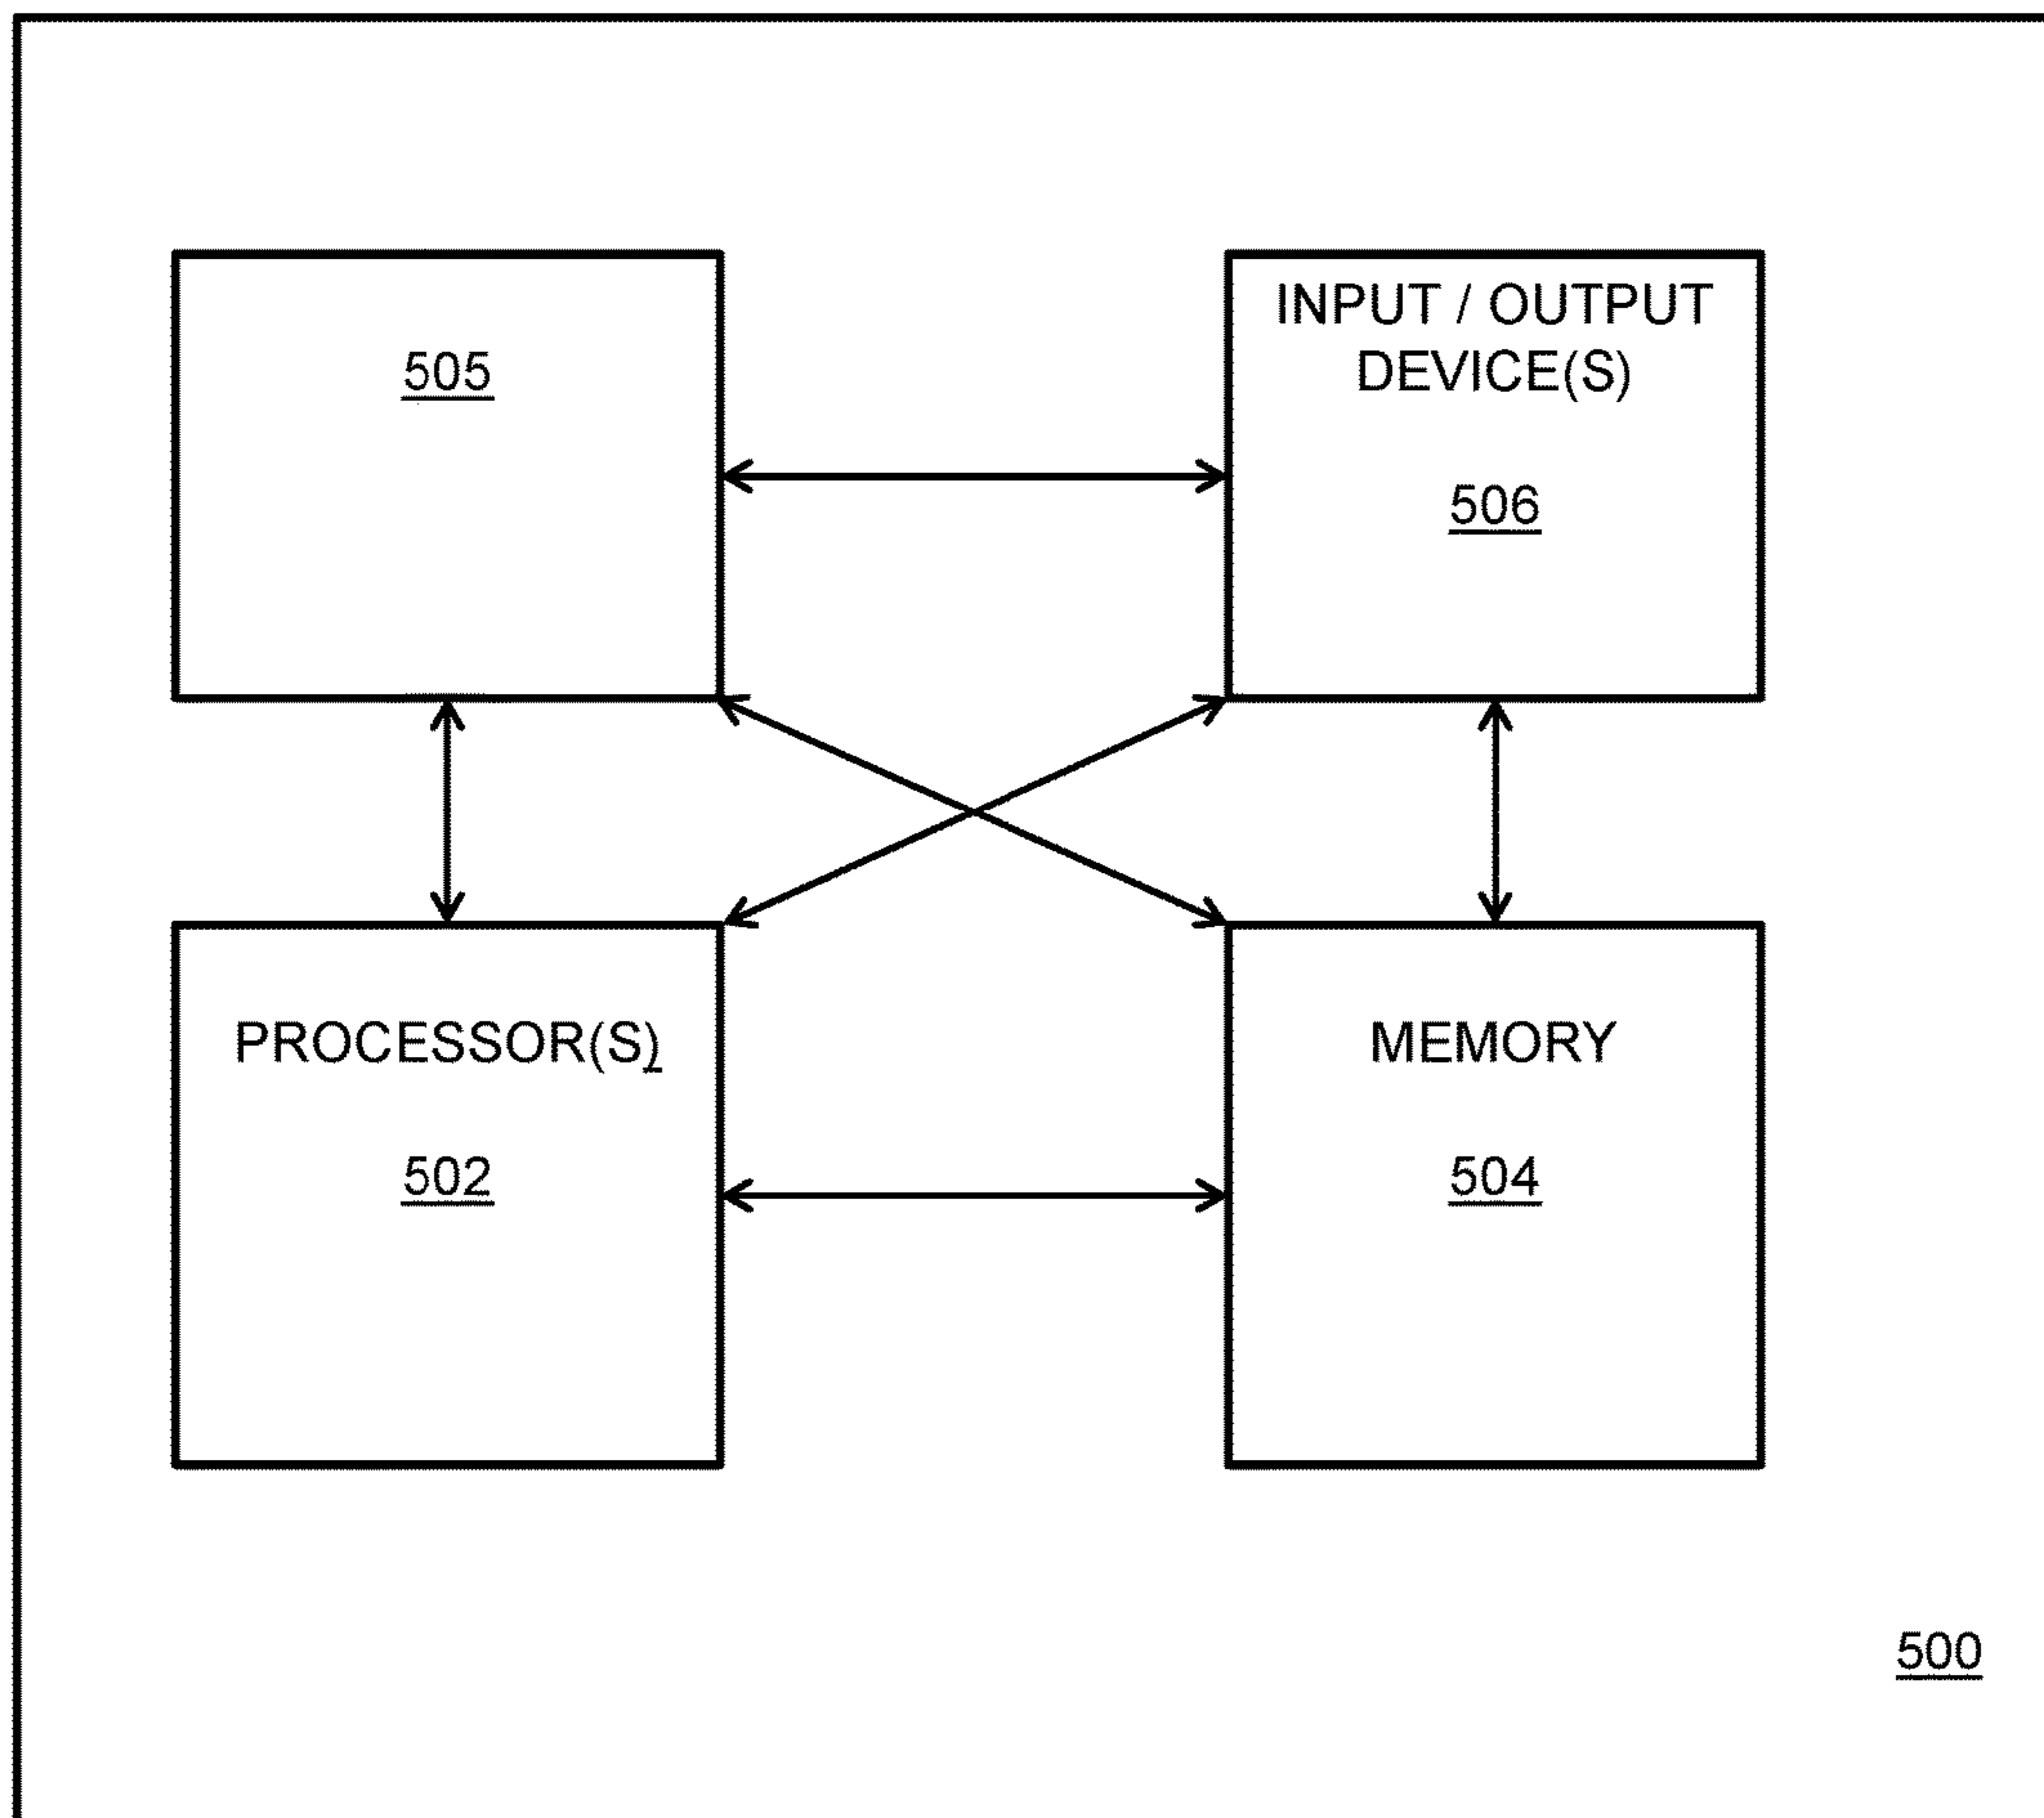 505
INPUT / OUTPUT
DEVICE(S)
506
PROCESSOR(S)
502
MEMORY
504
500